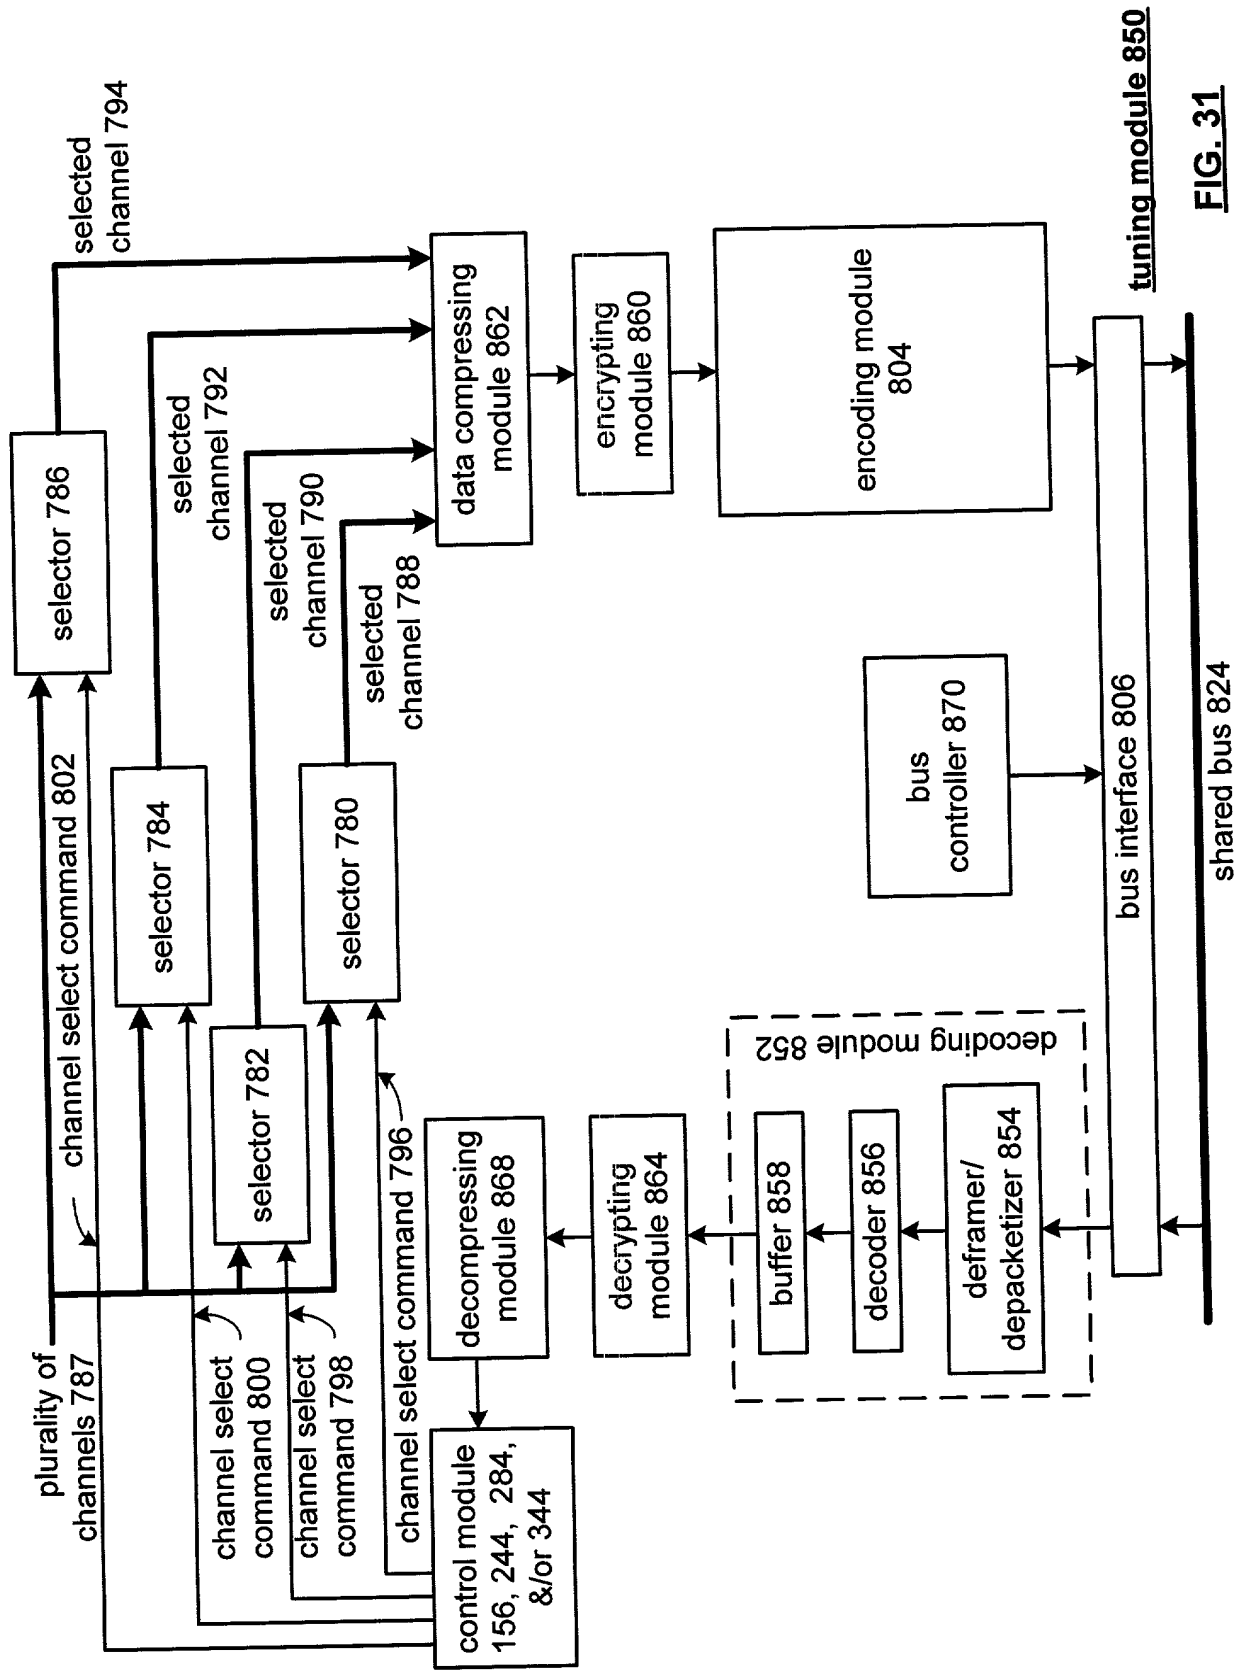 plurality of
channels 787
channel select command 802
selector 786
selected
channel 794
selector 784
selected
channel 792
channel select
command 800
selector 782
selected
channel 790
channel select
command 798
selector 780
selected
channel 788
channel select command 796
control module
156, 244, 284,
&/or 344
decompressing
module 868
data compressing
module 862
decrypting
module 864
encrypting
module 860
buffer 858
decoder 856
deframer/
depacketizer 854
decoding module 852
bus
controller 870
encoding module
804
bus interface 806
shared bus 824
tuning module 850
FIG. 31